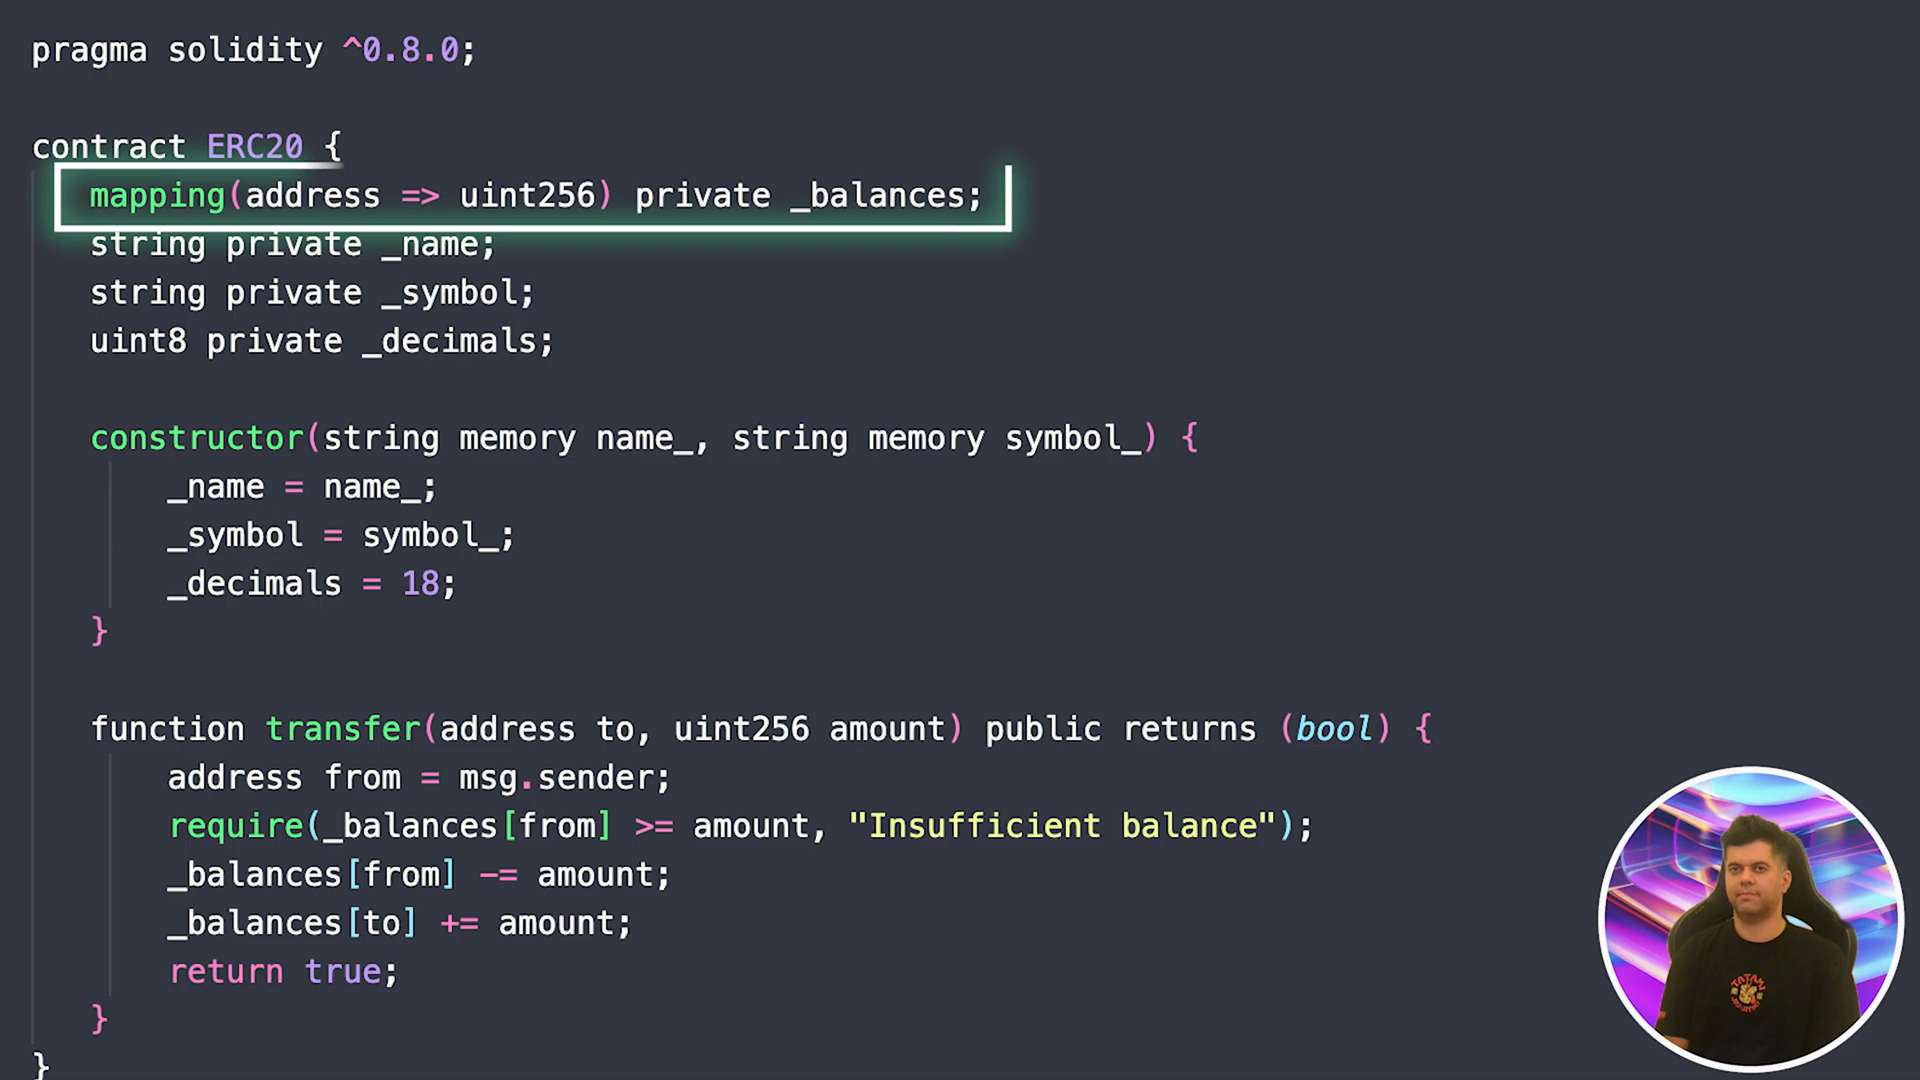 pragma solidity ^0.8.0;
contract ERC20 {
mapping(address => uint256) private _balances;
string private _name;
string private _symbol;
uint8 private _decimals;
constructor(string memory name_, string memory symbol_) {
_name = name_;
_symbol = symbol_;
_decimals = 18;
}
function transfer(address to, uint256 amount) public returns (bool) {
address from = msg.sender;
require(_balances[from] >= amount, "Insufficient balance");
_balances[from] -= amount;
_balances[to] += amount;
return true;
}
}